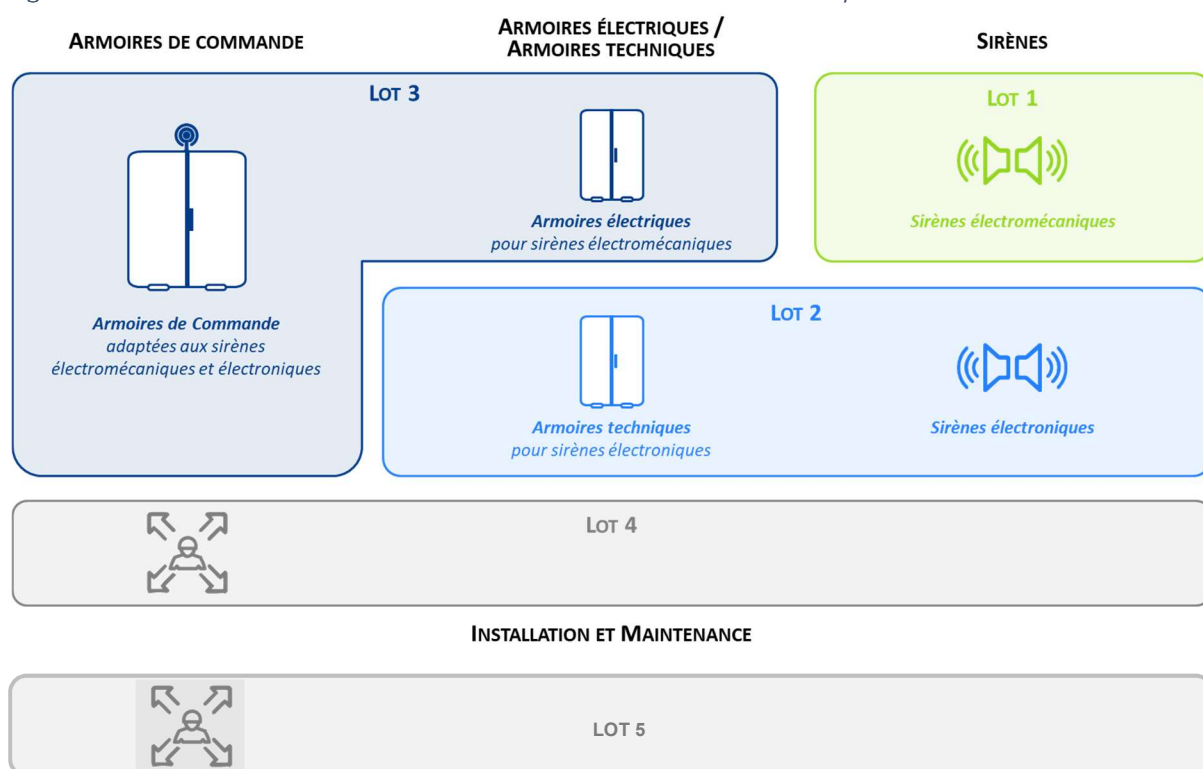 ARMOIRES DE COMMANDE
ARMOIRES ÉLECTRIQUES /
ARMOIRES TECHNIQUES
SIRÈNES
LOT 3
LOT 1
Armoires électriques
pour sirènes électromécaniques
Sirènes électromécaniques
Armoires de Commande
adaptées aux sirènes
électromécaniques et électroniques
LOT 2
Armoires techniques
pour sirènes électroniques
Sirènes électroniques
LOT 4
INSTALLATION ET MAINTENANCE
LOT 5